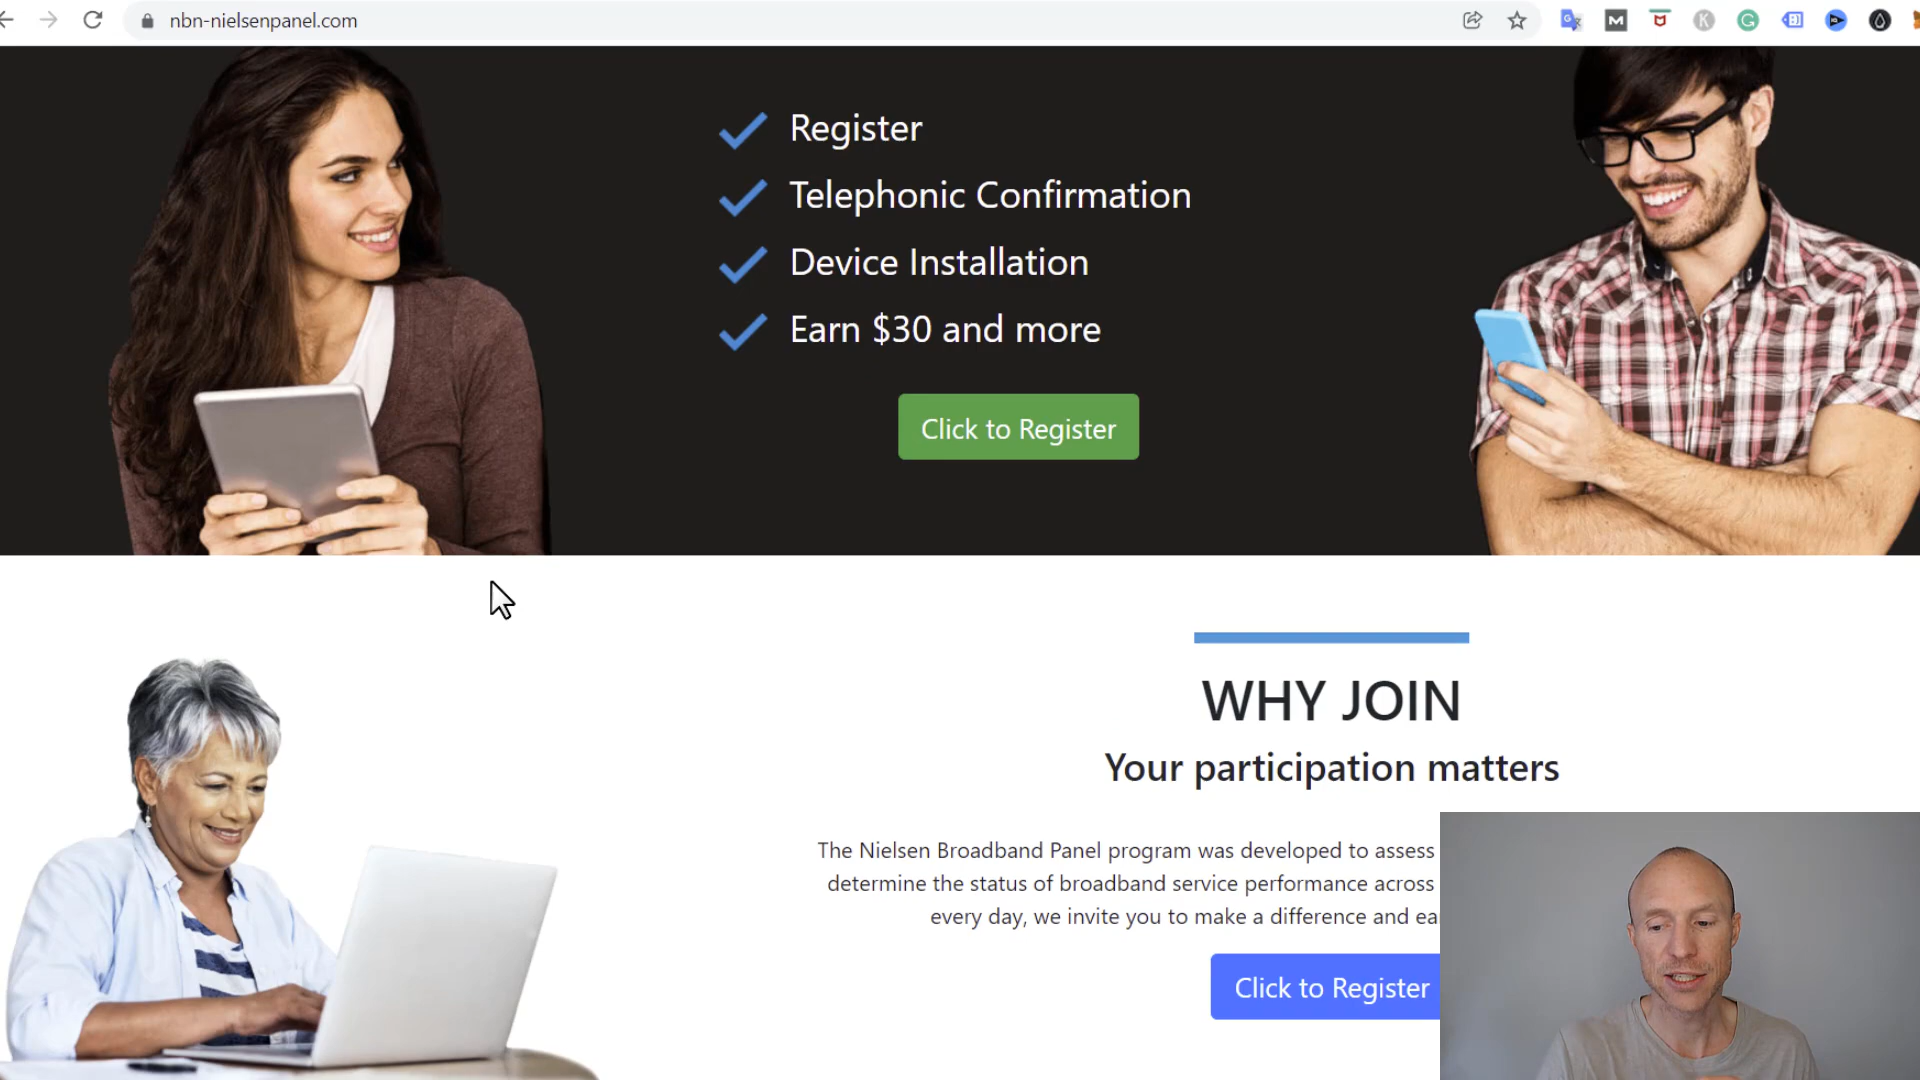 nbn-nielsenpanel.com
Register
Telephonic Confirmation
Device Installation
Earn $30 and more
Click to Register
WHY JOIN
Your participation matters
The Nielsen Broadband Panel program was developed to assess
determine the status of broadband service performance across
every day, we invite you to make a difference and ea
Click to Register